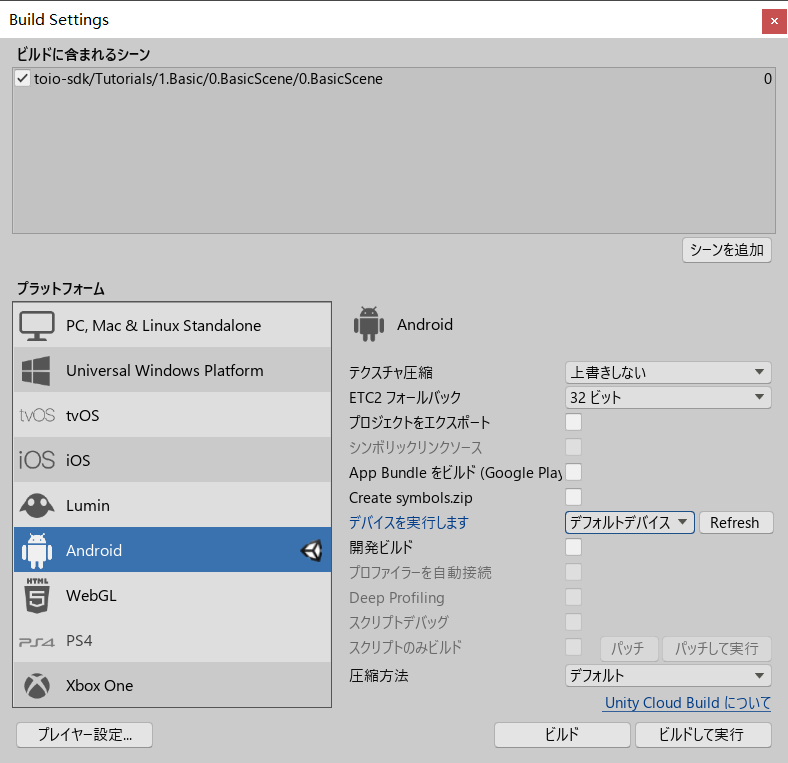 Build Settings
ビルドに含まれるシーン
toio-sdk/Tutorials/1.Basic/0.BasicScene/0.BasicScene 0
シーンを追加
プラットフォーム
PC, Mac & Linux Standalone
Universal Windows Platform
tvOS tvOS
iOS iOS
Lumin
Android
HTML 5 WebGL
PS4 PS4
Xbox One
Android
テクスチャ圧縮 上書きしない
ETC2 フォールバック 32 ビット
プロジェクトをエクスポート
シンボリックリンクソース
App Bundle をビルド (Google Play
Create symbols.zip
デバイスを実行します デフォルトデバイス Refresh
開発ビルド
プロファイラーを自動接続
Deep Profiling
スクリプトデバッグ
スクリプトのみビルド パッチ パッチして実行
圧縮方法 デフォルト
Unity Cloud Build について
プレイヤー設定... ビルド ビルドして実行